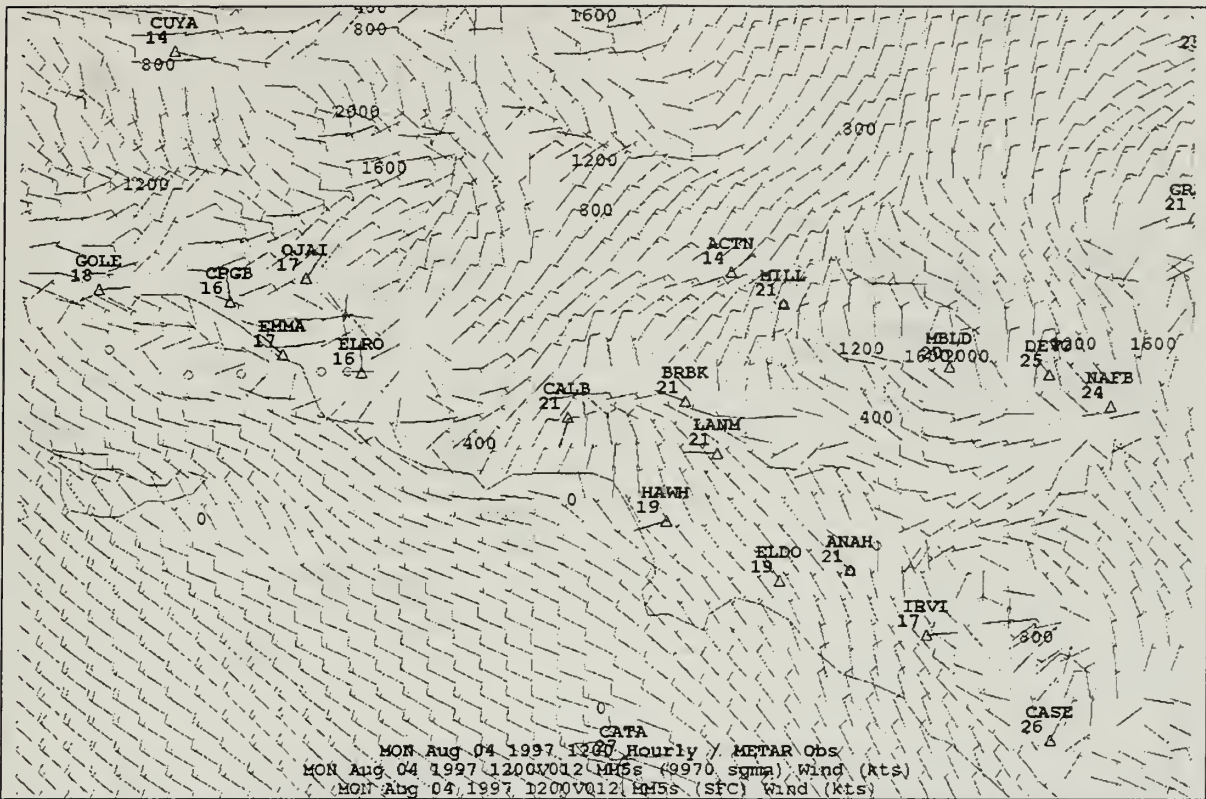 400
1600
CUYA
800
14
800
2000
800
1200
1600
1200
800
GR
21
ACTN
OJAI
14
17
GOLE
MILL
18
CPGB
21
16
EMMA
17
ELRO
MBLD
16
1200
2000
25
1600
BRBK
NAFB
21
24
CALB
21
400
LANM
21
400
HAWH
19
0
0
ANAH
ELDO
21
19
IRVI
17
800
0
CASE
26
CATA
MON Aug 04 1997 1200 Hourly / METAR Obs
MON Aug 04 1997 1200V012 MM5s (9970 sgma) Wind (kts)
MON Aug 04 1997 1200V012 MM5s (SFC) Wind (kts)